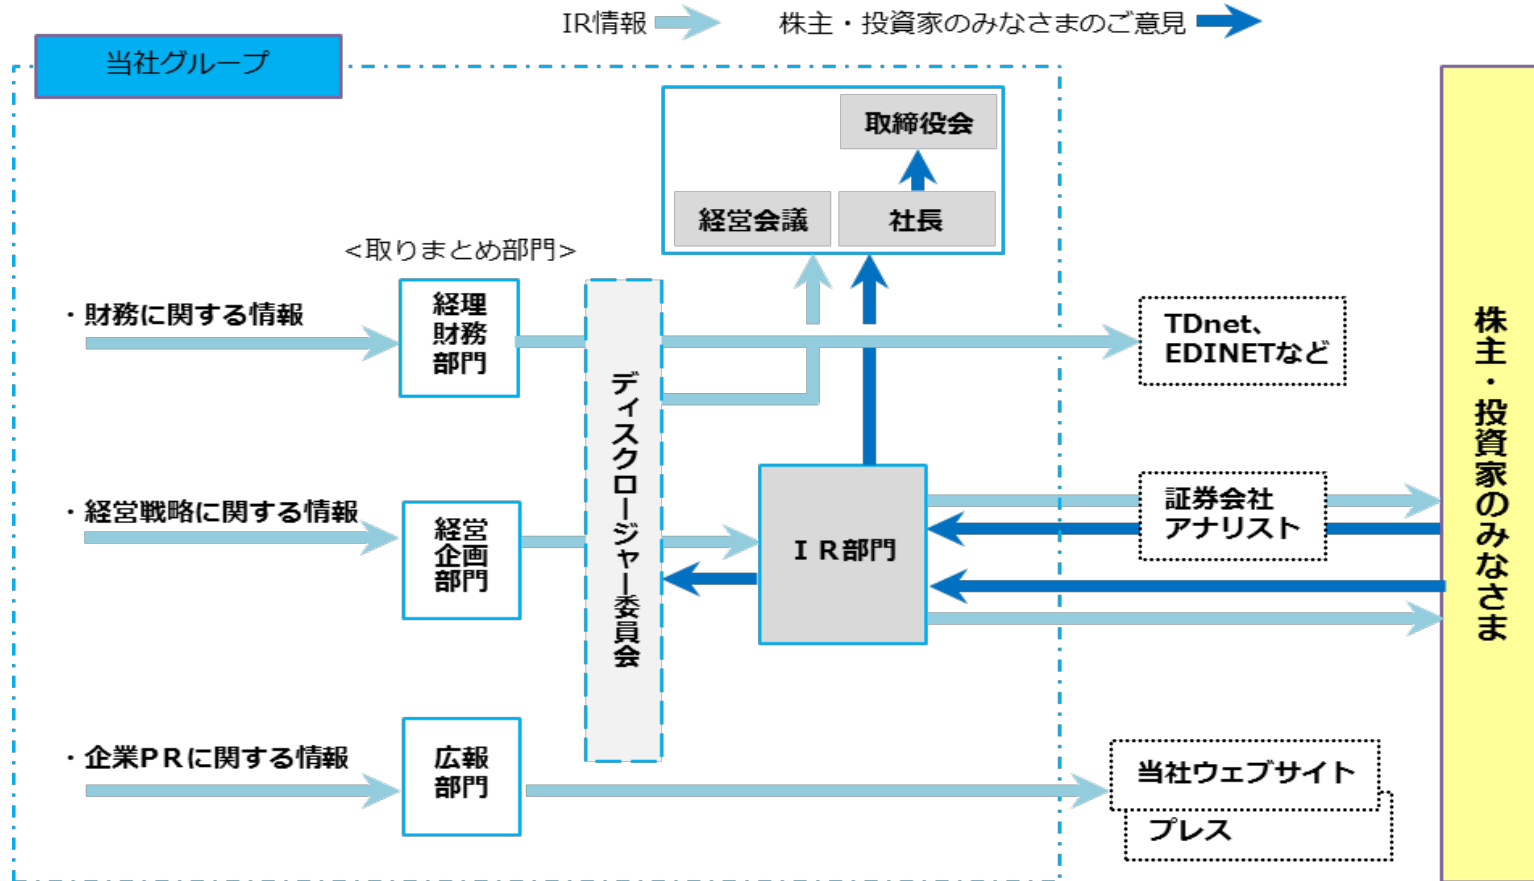 IR情報
株主・投資家のみなさまのご意見
当社グループ
取締役会
経営会議
社長
<取りまとめ部門>
・財務に関する情報
経理
財務
部門
TDnet、
EDINETなど
ディスクロージャー委員会
・経営戦略に関する情報
経営
企画
部門
ＩＲ部門
証券会社
アナリスト
株主・投資家のみなさま
・企業PRに関する情報
広報
部門
当社ウェブサイト
プレス